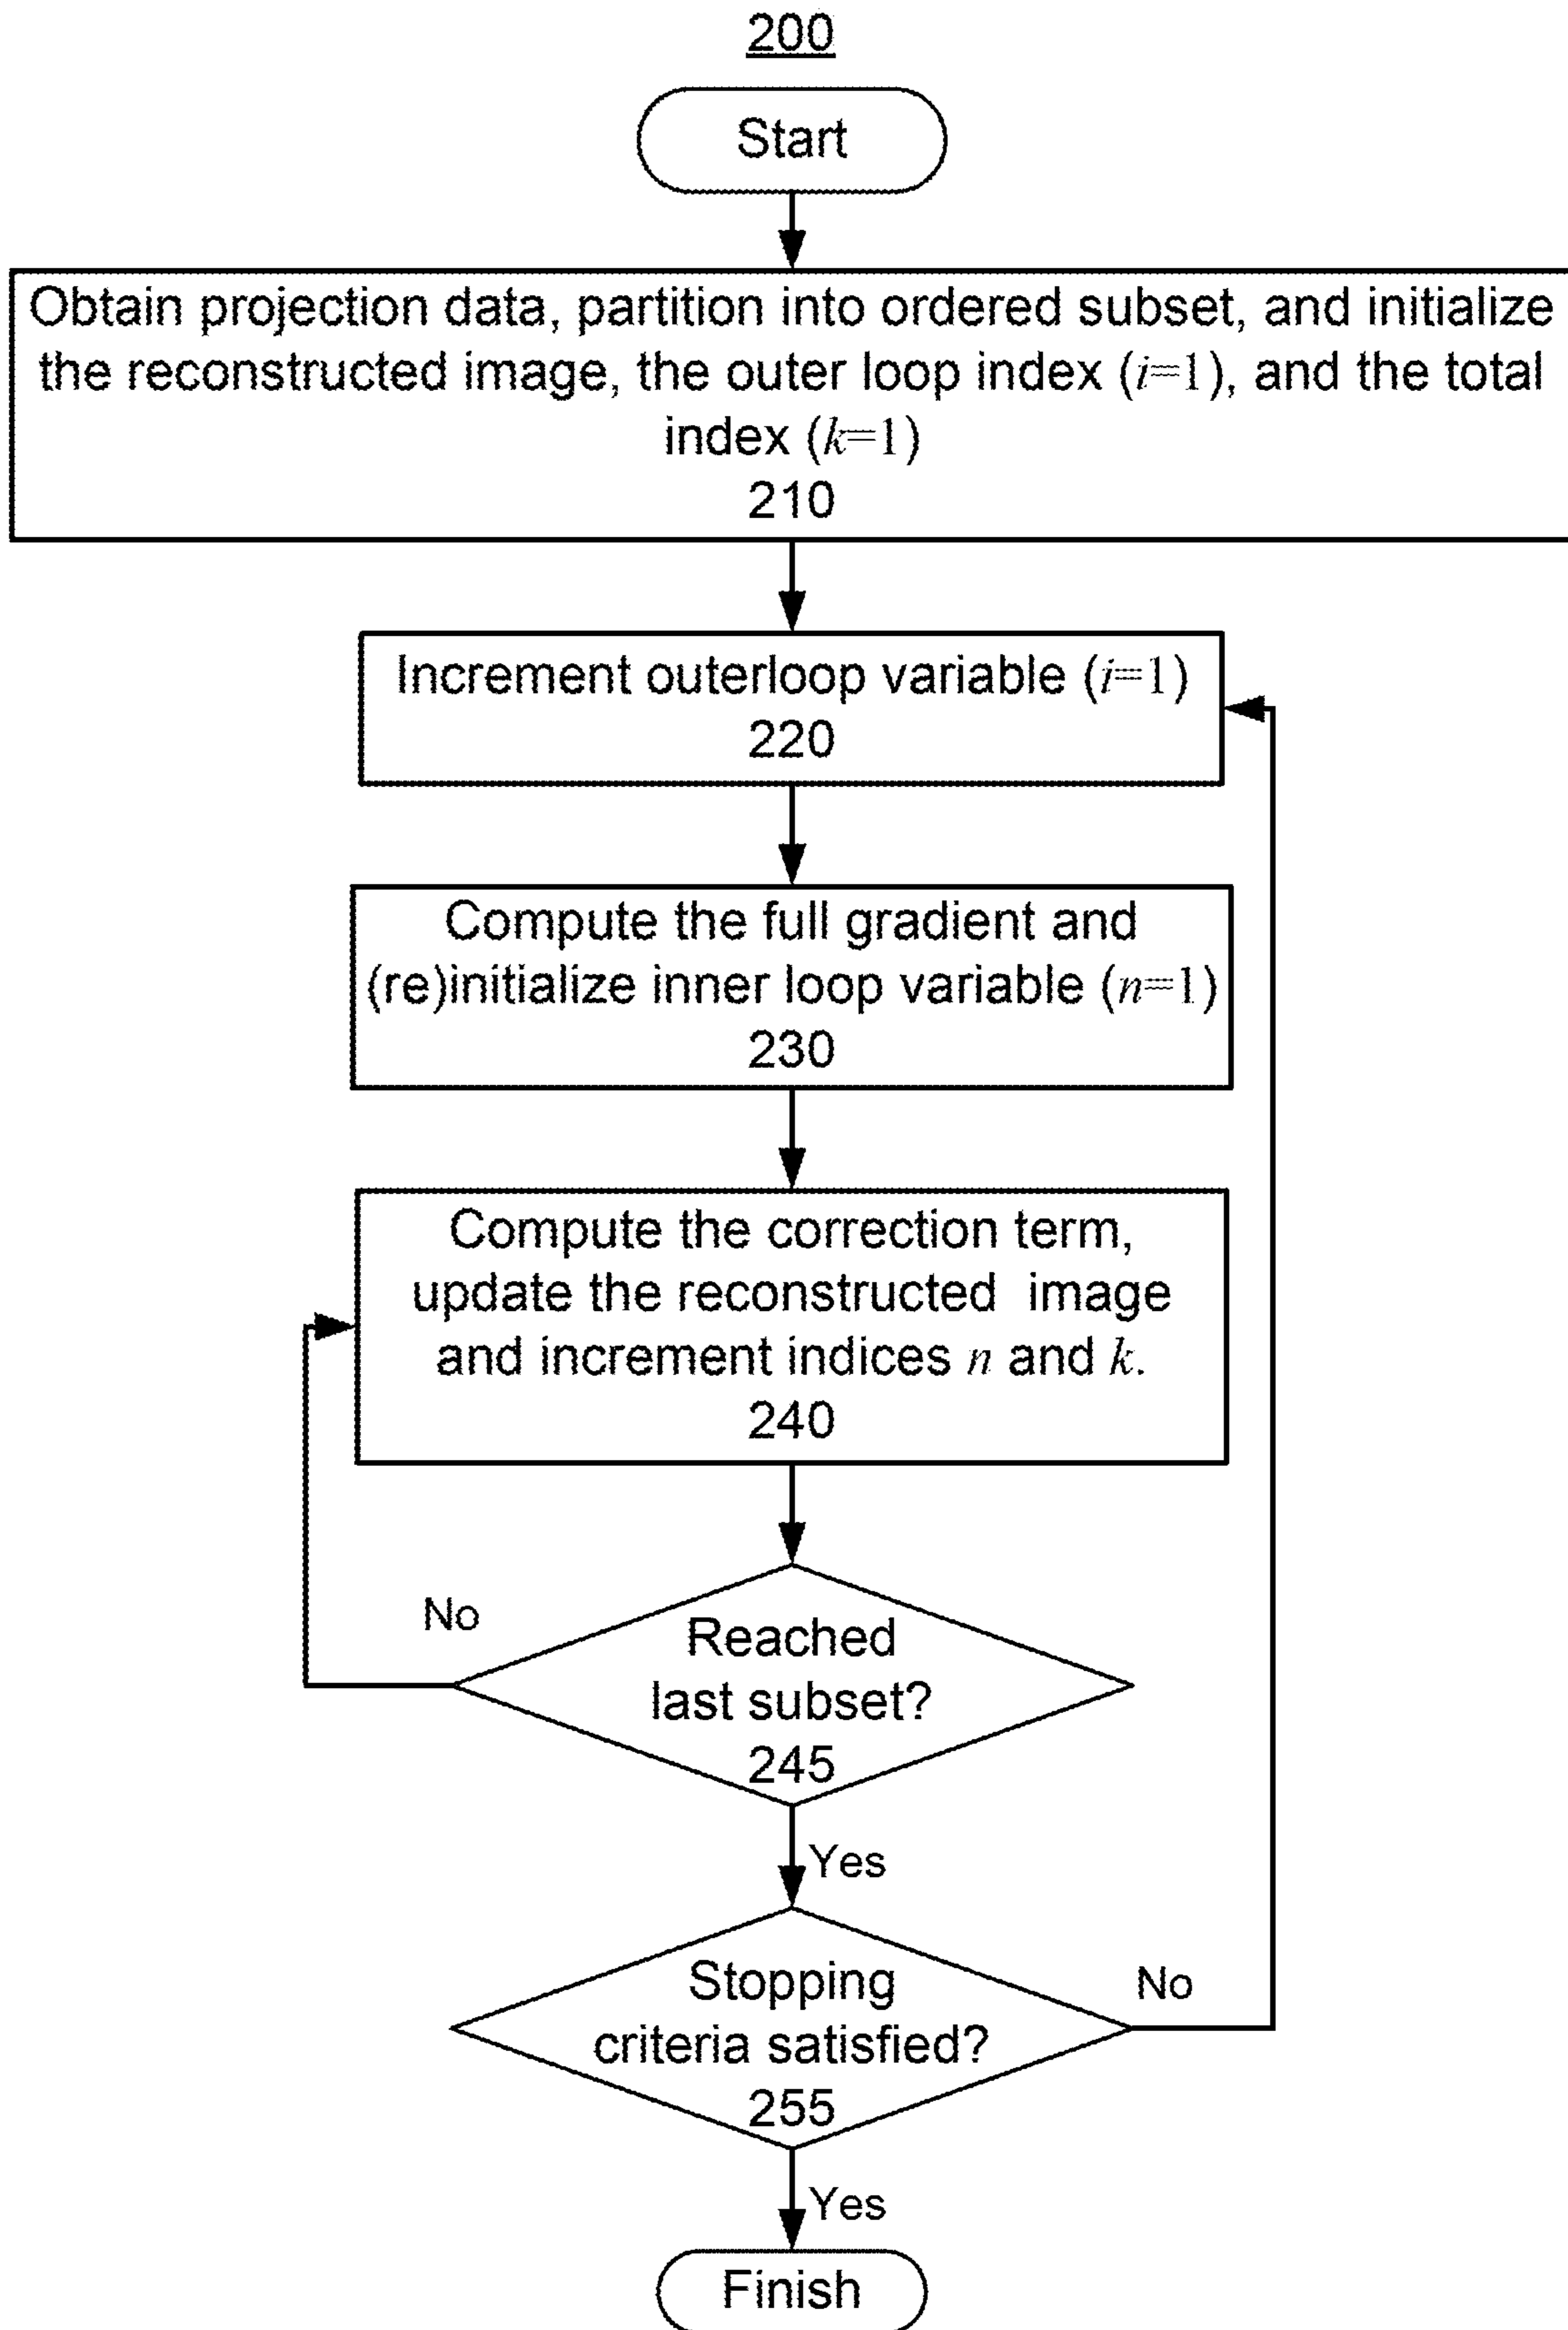 200
Start
Obtain projection data, partition into ordered subset, and initialize
the reconstructed image, the outer loop index (i=1), and the total
index (k=1)
210
Increment outerloop variable (i=1)
220
Compute the full gradient and
(re)initialize inner loop variable (n=1)
230
Compute the correction term,
update the reconstructed image
and increment indices n and k.
240
No
Reached
last subset?
245
Yes
Stopping
criteria satisfied?
255
No
Yes
Finish